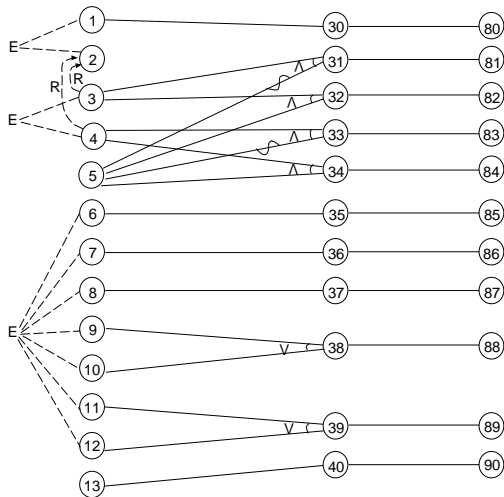 1 30 80
E
2 31 81
R R ∧
3 32 82
E ∧
4 33 83
∧
5 34 84
∧
6 35 85
7 36 86
8 37 87
E
9 38 88
V
10
11 39 89
V
12
13 40 90